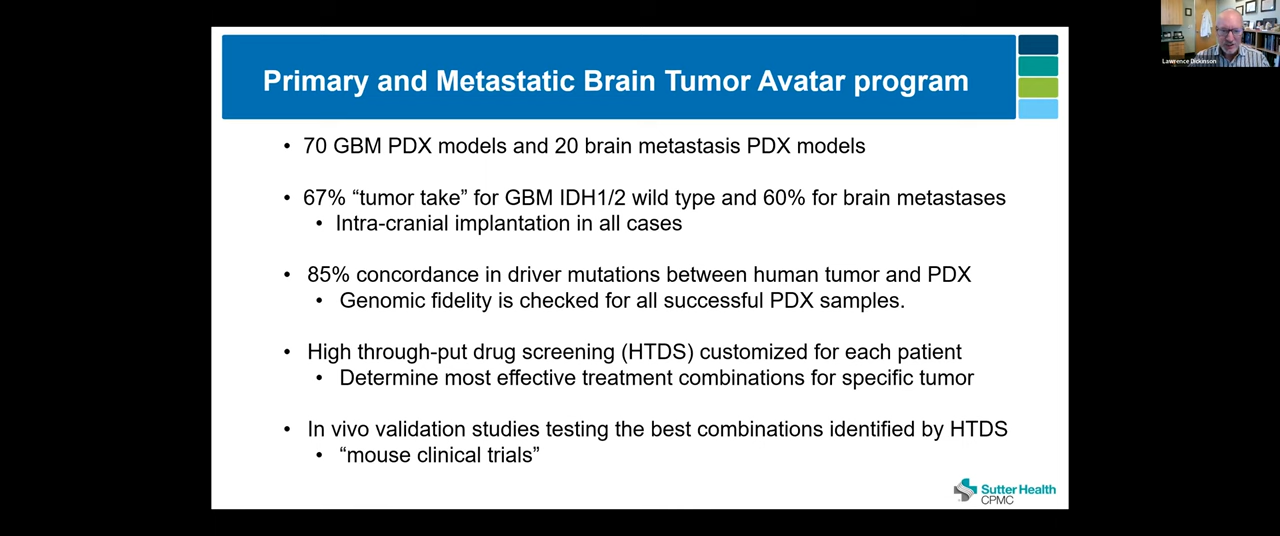 Primary and Metastatic Brain Tumor Avatar program
• 70 GBM PDX models and 20 brain metastasis PDX models
• 67% “tumor take” for GBM IDH1/2 wild type and 60% for brain metastases
• Intra-cranial implantation in all cases
• 85% concordance in driver mutations between human tumor and PDX
• Genomic fidelity is checked for all successful PDX samples.
• High through-put drug screening (HTDS) customized for each patient
• Determine most effective treatment combinations for specific tumor
• In vivo validation studies testing the best combinations identified by HTDS
• “mouse clinical trials”
Sutter Health
CPMC
Lawrence Dickinson